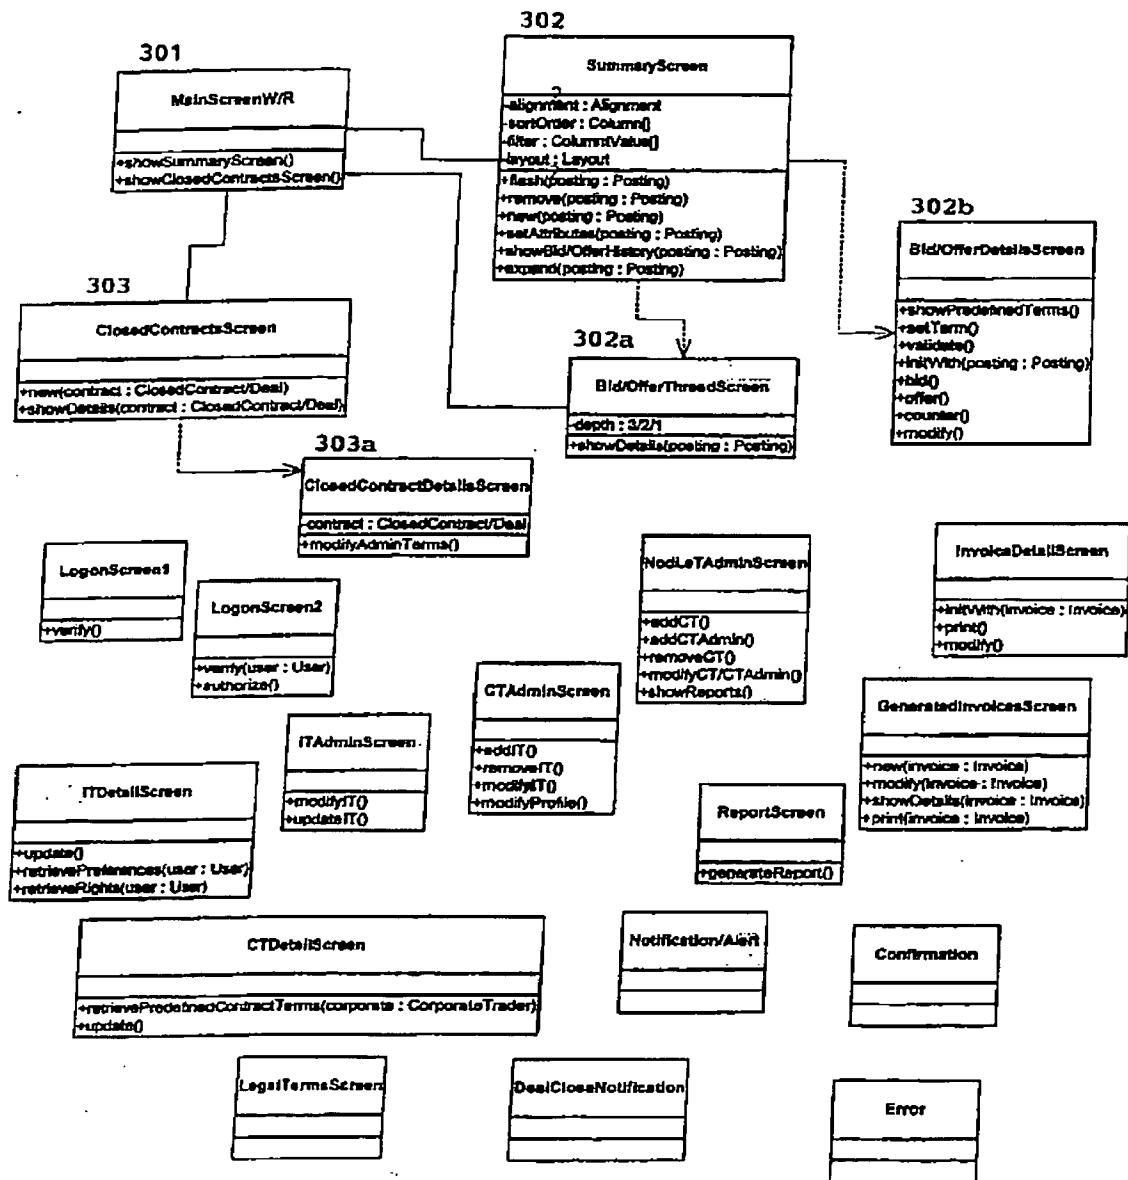 301
MainScreenW/R
+showSummaryScreen()
+showClosedContractsScreen()
302
SummaryScreen
-alignment : Alignment
-sortOrder : Column[]
-filter : ColumntValue[]
-layout : Layout
+flash(posting : Posting)
+remove(posting : Posting)
+new(posting : Posting)
+setAttributes(posting : Posting)
+showBid/OfferHistory(posting : Posting)
+expand(posting : Posting)
302b
Bid/OfferDetailsScreen
+showPredefinedTerms()
+setTerm()
+validate()
+initWith(posting : Posting)
+bid()
+offer()
+counter()
+modify()
303
ClosedContractsScreen
+new(contract : ClosedContract/Deal)
+showDetails(contract : ClosedContract/Deal)
302a
Bid/OfferThreadScreen
-depth : 3/2/1
+showDetails(posting : Posting)
303a
ClosedContractDetailsScreen
-contract : ClosedContract/Deal
+modifyAdminTerms()
LogonScreen1
+verify()
LogonScreen2
+verify(user : User)
+authorize()
NodLeTAdminScreen
+addCT()
+addCTAdmin()
+removeCT()
+modifyCT/CTAdmin()
+showReports()
InvoiceDetailScreen
+initWith(invoice : Invoice)
+print()
+modify()
CTAdminScreen
+addIT()
+removeIT()
+modifyIT()
+modifyProfile()
GeneratedInvoicesScreen
+new(invoice : Invoice)
+modify(invoice : Invoice)
+showDetails(invoice : Invoice)
+print(invoice : Invoice)
ITAdminScreen
+modifyIT()
+updateIT()
ITDetailScreen
+update()
+retrievePreferences(user : User)
+retrieveRights(user : User)
ReportScreen
+generateReport()
CTDetailScreen
+retrievePredefinedContractTerms(corporate : CorporateTrader)
+update()
Notification/Alert
Confirmation
LegalTermsScreen
DealCloseNotification
Error